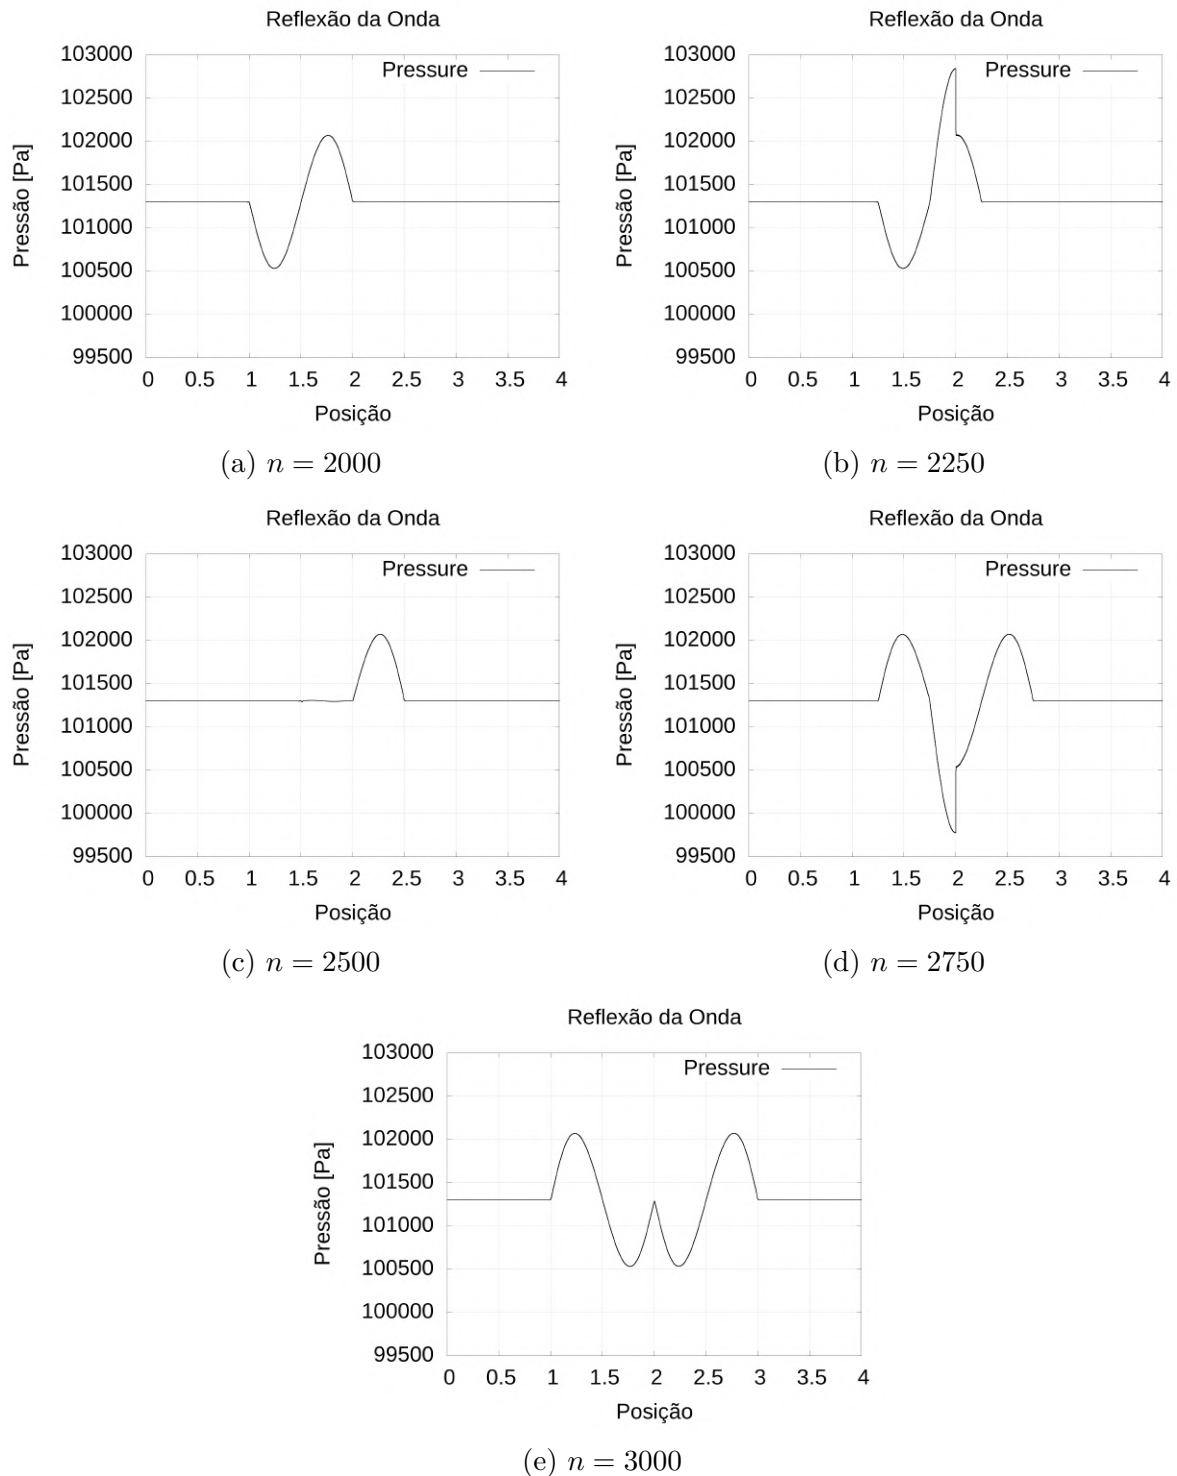 Reflexão da Onda
Pressure
103000
102500
102000
101500
101000
100500
100000
99500
Pressão [Pa]
0 0.5 1 1.5 2 2.5 3 3.5 4
Posição
(a) n = 2000
Reflexão da Onda
Pressure
103000
102500
102000
101500
101000
100500
100000
99500
Pressão [Pa]
0 0.5 1 1.5 2 2.5 3 3.5 4
Posição
(b) n = 2250
Reflexão da Onda
Pressure
103000
102500
102000
101500
101000
100500
100000
99500
Pressão [Pa]
0 0.5 1 1.5 2 2.5 3 3.5 4
Posição
(c) n = 2500
Reflexão da Onda
Pressure
103000
102500
102000
101500
101000
100500
100000
99500
Pressão [Pa]
0 0.5 1 1.5 2 2.5 3 3.5 4
Posição
(d) n = 2750
Reflexão da Onda
Pressure
103000
102500
102000
101500
101000
100500
100000
99500
Pressão [Pa]
0 0.5 1 1.5 2 2.5 3 3.5 4
Posição
(e) n = 3000